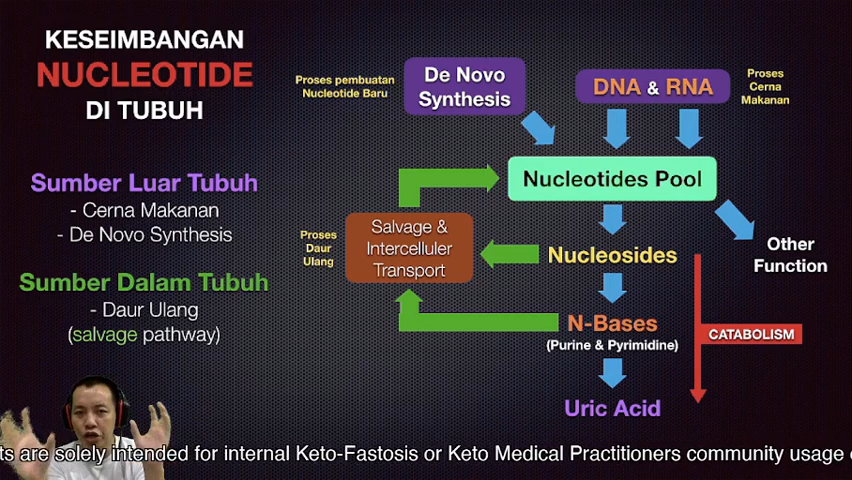 KESEIMBANGAN
NUCLEOTIDE
DI TUBUH
Sumber Luar Tubuh
- Cerna Makanan
- De Novo Synthesis
Sumber Dalam Tubuh
- Daur Ulang
(salvage pathway)
Proses pembuatan
Nucleotide Baru
De Novo
Synthesis
DNA & RNA
Proses
Cerna
Makanan
Nucleotides Pool
Proses
Daur
Ulang
Salvage &
Intercelluler
Transport
Nucleosides
Other
Function
N-Bases
(Purine & Pyrimidine)
CATABOLISM
Uric Acid
ts are solely intended for internal Keto-Fastosis or Keto Medical Practitioners community usage